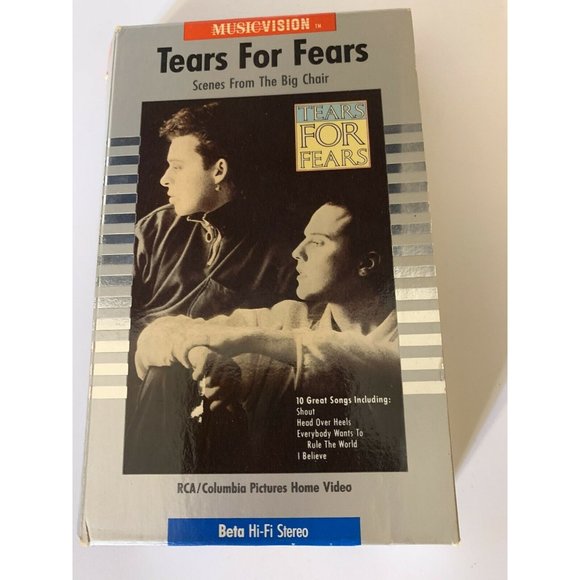 MUSICVISION ™
Tears For Fears
Scenes From The Big Chair
TEARS
FOR
FEARS
10 Great Songs Including:
Shout
Head Over Heels
Everybody Wants To
Rule The World
I Believe
RCA/Columbia Pictures Home Video
Beta Hi-Fi Stereo